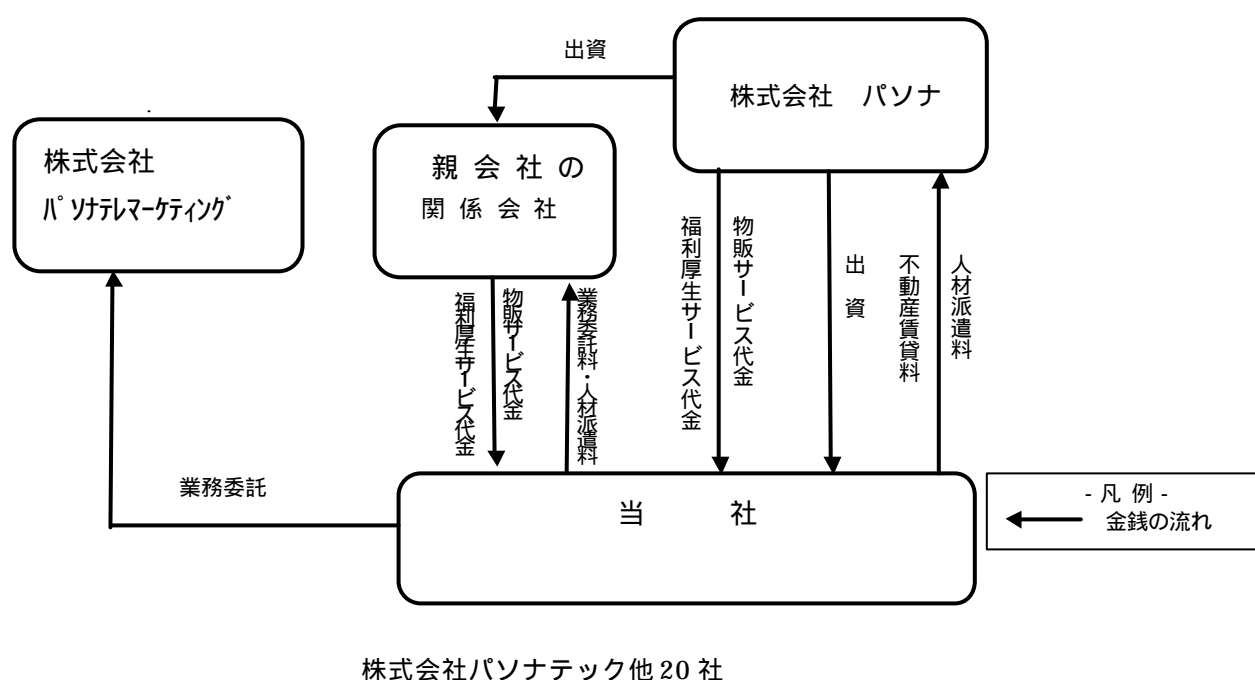 出資
株式会社　パソナ
株式会社
パソナテレマーケティング
親 会 社 の
関 係 会 社
福利厚生サービス代金
物販サービス代金
業務委託料・人材派遣料
福利厚生サービス代金
物販サービス代金
出 資
不動産賃貸料
人材派遣料
業務委託
当　社
- 凡 例 -
金銭の流れ
株式会社パソナテック他 20 社